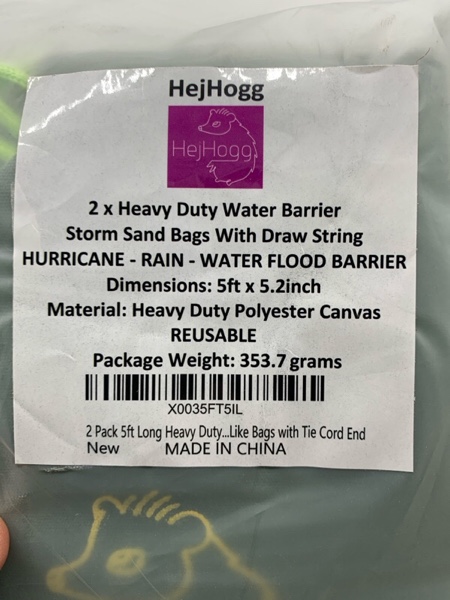 HejHogg
HejHogg
2 x Heavy Duty Water Barrier
Storm Sand Bags With Draw String
HURRICANE - RAIN - WATER FLOOD BARRIER
Dimensions: 5ft x 5.2inch
Material: Heavy Duty Polyester Canvas
REUSABLE
Package Weight: 353.7 grams
X0035FT5IL
2 Pack 5ft Long Heavy Duty...Like Bags with Tie Cord End
New MADE IN CHINA